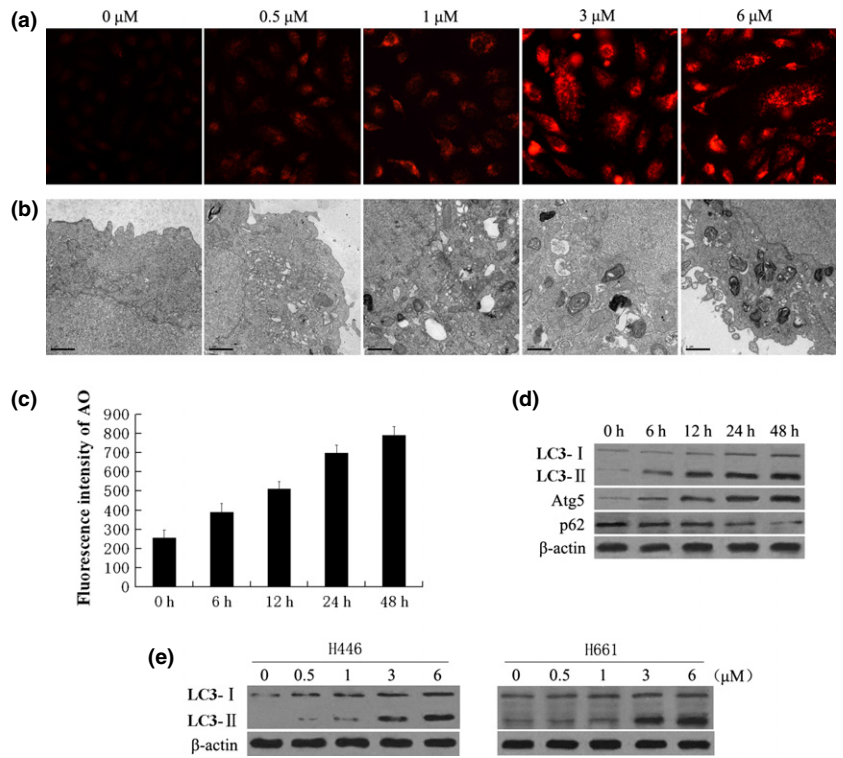 (a) 0 μM 0.5 μM 1 μM 3 μM 6 μM
(b)
(c)
Fluorescence intensity of AO
900
800
700
600
500
400
300
200
100
0
0 h 6 h 12 h 24 h 48 h
(d)
0 h 6 h 12 h 24 h 48 h
LC3-Ⅰ
LC3-Ⅱ
Atg5
p62
β-actin
(e)
H446 H661
0 0.5 1 3 6 0 0.5 1 3 6 (μM)
LC3-Ⅰ
LC3-Ⅱ
β-actin